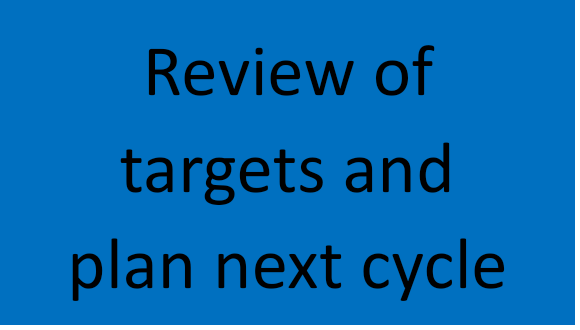 Review of
targets and
plan next cycle